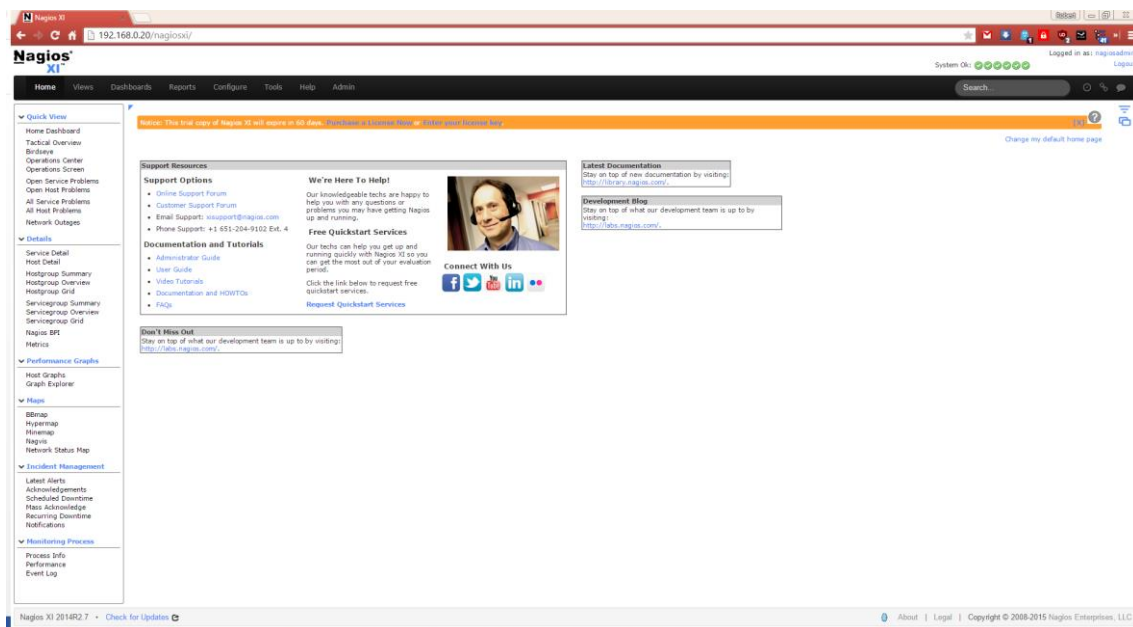 Nagios XI
192.168.0.20/nagiosxi/
Nagios®
XI™
System Ok:
Logged in as: nagiosadmin
Logout
Home Views Dashboards Reports Configure Tools Help Admin
Search...
Quick View
Home Dashboard
Tactical Overview
Birdseye
Operations Center
Operations Screen
Open Service Problems
Open Host Problems
All Service Problems
All Host Problems
Network Outages
Details
Service Detail
Host Detail
Hostgroup Summary
Hostgroup Overview
Hostgroup Grid
Servicegroup Summary
Servicegroup Overview
Servicegroup Grid
Nagios BPI
Metrics
Performance Graphs
Host Graphs
Graph Explorer
Maps
BBmap
Hypermap
Minemap
Nagvis
Network Status Map
Incident Management
Latest Alerts
Acknowledgements
Scheduled Downtime
Mass Acknowledge
Recurring Downtime
Notifications
Monitoring Process
Process Info
Performance
Event Log
Notice: This trial copy of Nagios XI will expire in 60 days. Purchase a License Now or Enter your license key.
[X]
Change my default home page
Support Resources
Support Options
Online Support Forum
Customer Support Forum
Email Support: xisupport@nagios.com
Phone Support: +1 651-204-9102 Ext. 4
Documentation and Tutorials
Administrator Guide
User Guide
Video Tutorials
Documentation and HOWTOs
FAQs
We're Here To Help!
Our knowledgeable techs are happy to
help you with any questions or
problems you may have getting Nagios
up and running.
Free Quickstart Services
Our techs can help you get up and
running quickly with Nagios XI so you
can get the most out of your evaluation
period.
Click the link below to request free
quickstart services.
Request Quickstart Services
Connect With Us
Latest Documentation
Stay on top of new documentation by visiting:
http://library.nagios.com/.
Development Blog
Stay on top of what our development team is up to by
visiting:
http://labs.nagios.com/.
Don't Miss Out
Stay on top of what our development team is up to by visiting:
http://labs.nagios.com/.
Nagios XI 2014R2.7 • Check for Updates
About | Legal | Copyright © 2008-2015 Nagios Enterprises, LLC